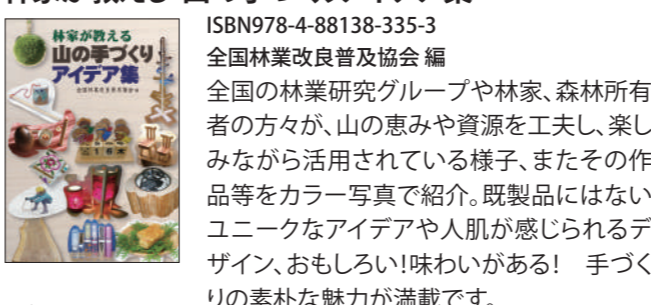 林家が教える
山の手づくり
アイデア集
ISBN978-4-88138-335-3
全国林業改良普及協会 編
全国の林業研究グループや林家、森林所有
者の方々が、山の恵みや資源を工夫し、楽し
みながら活用されている様子、またその作
品等をカラー写真で紹介。既製品にはない
ユニークなアイデアや人肌が感じられるデ
ザイン、おもしろい!味わいがある!　手づく
りの素朴な魅力が満載です。